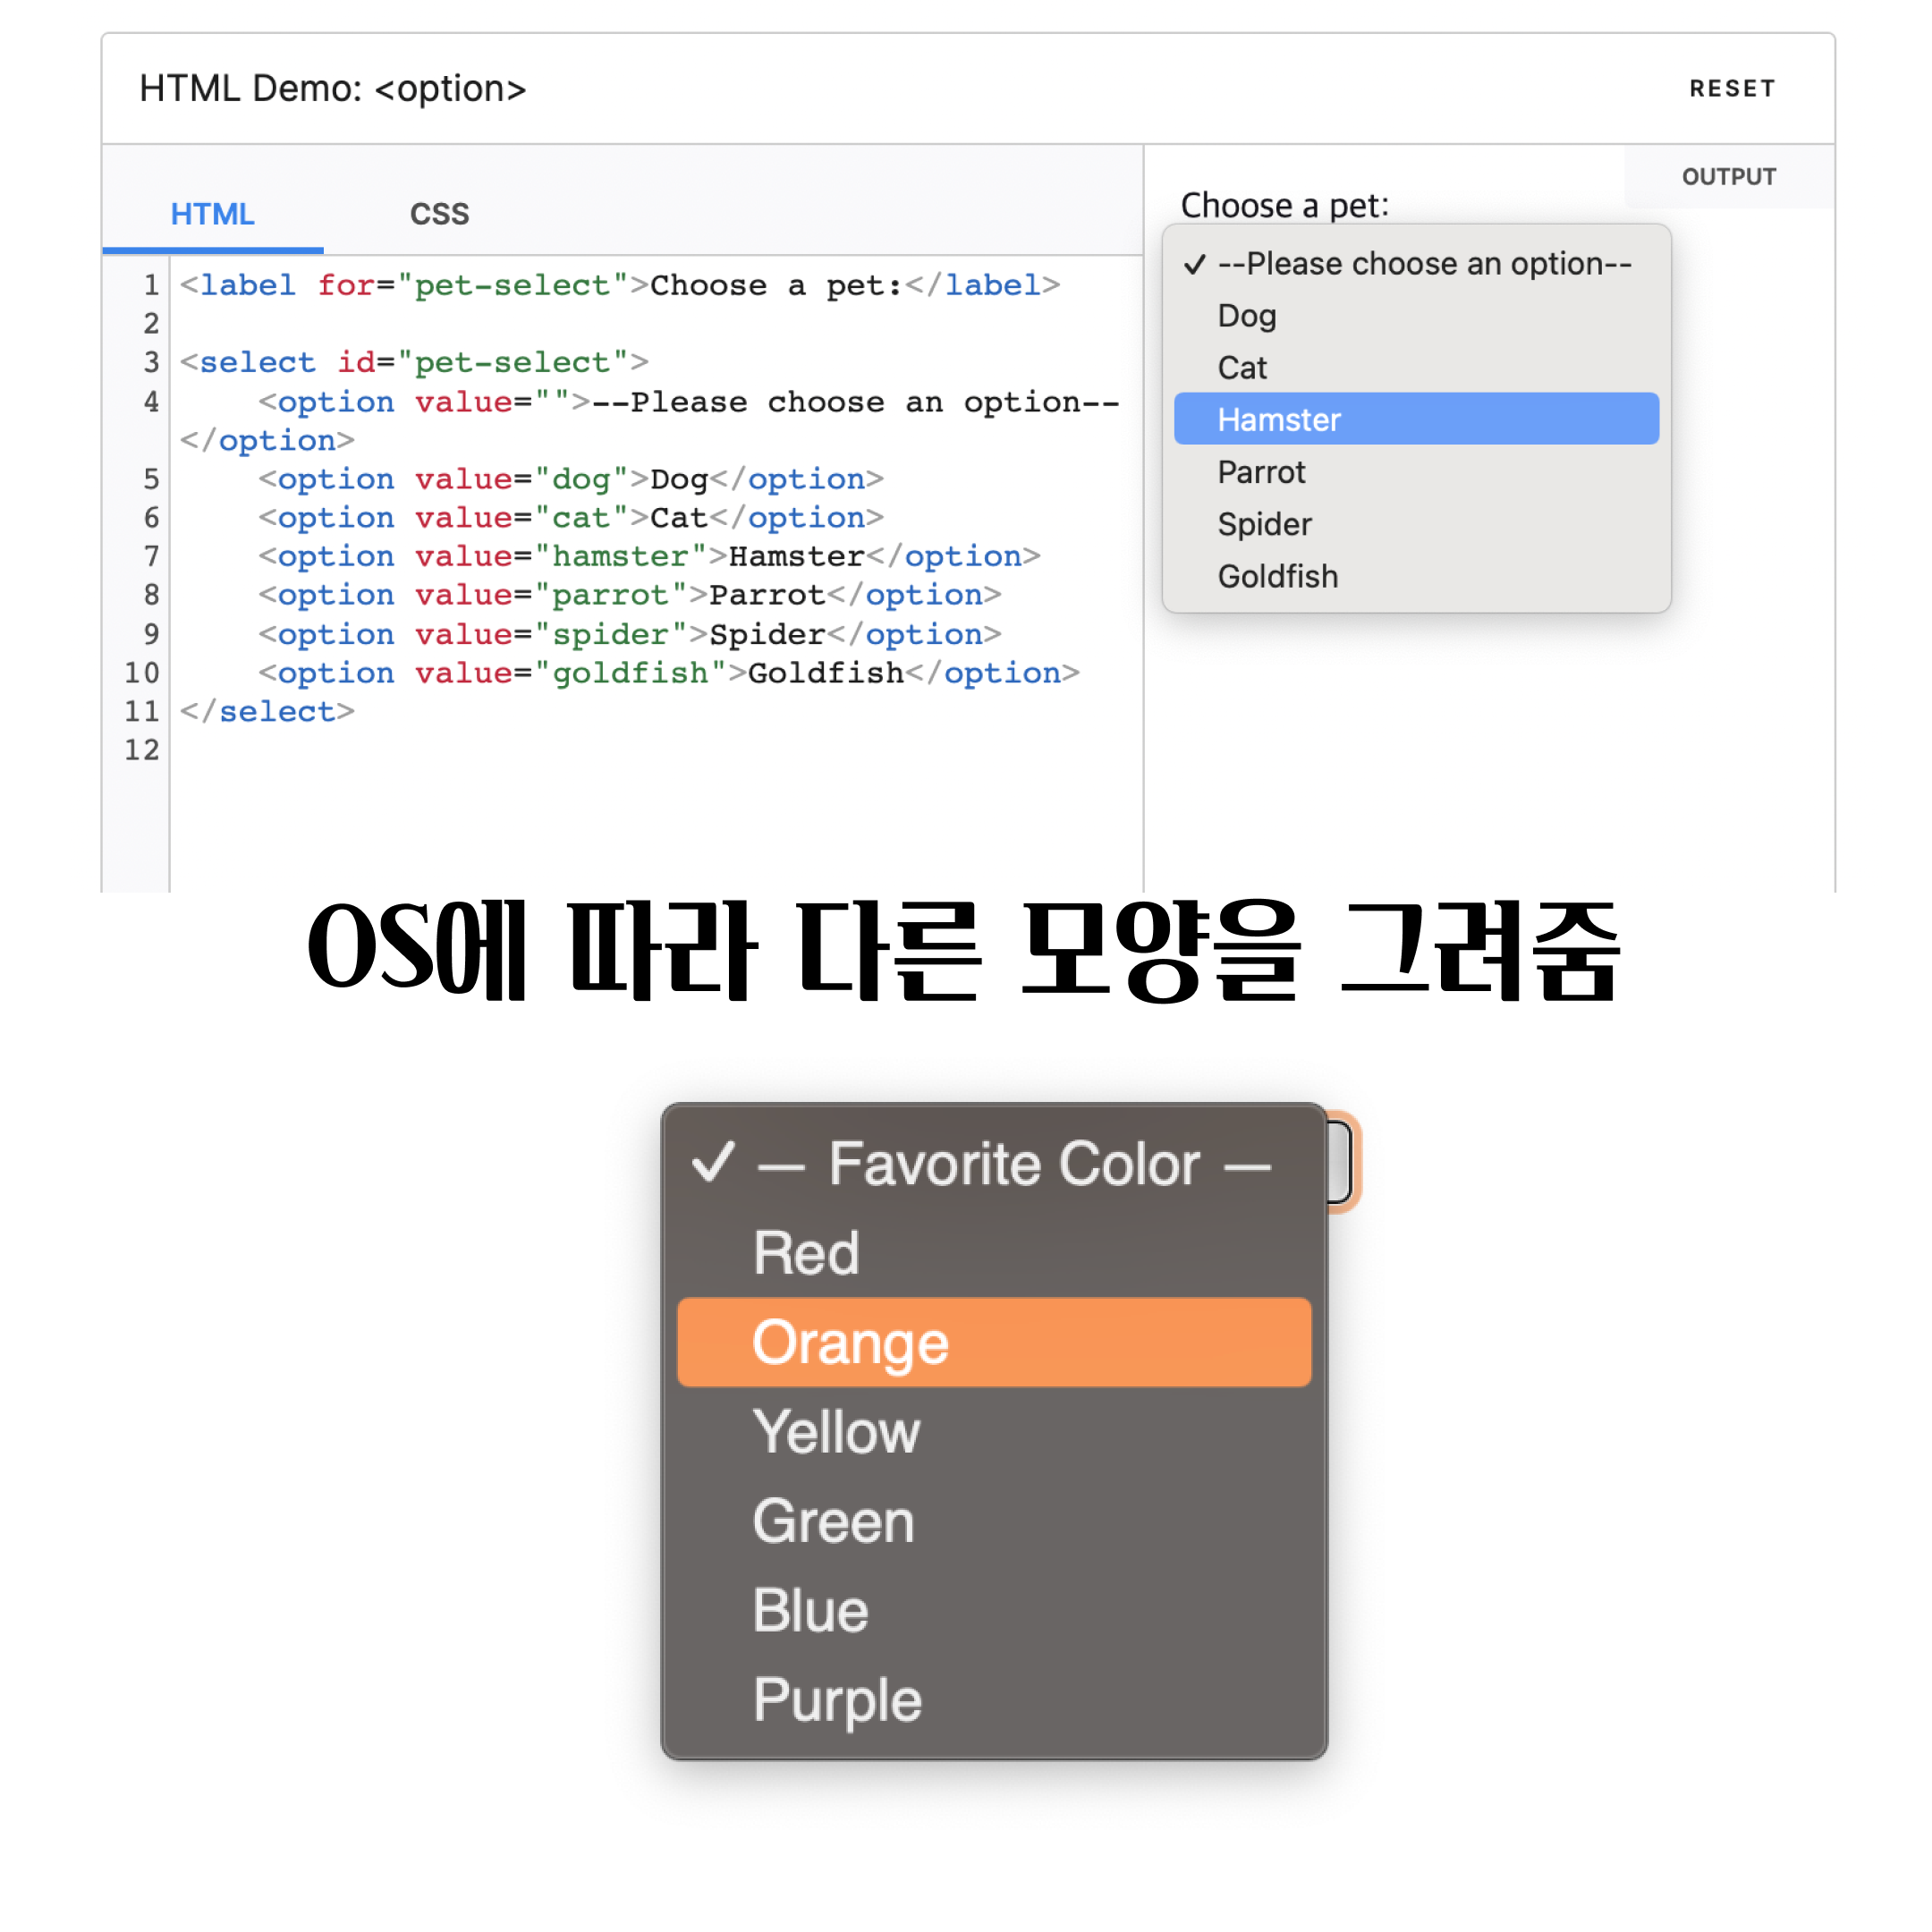 HTML Demo: <option>
RESET
HTML
CSS
OUTPUT
1 <label for="pet-select">Choose a pet:</label>
2
3 <select id="pet-select">
4     <option value="">--Please choose an option--
</option>
5     <option value="dog">Dog</option>
6     <option value="cat">Cat</option>
7     <option value="hamster">Hamster</option>
8     <option value="parrot">Parrot</option>
9     <option value="spider">Spider</option>
10     <option value="goldfish">Goldfish</option>
11 </select>
12
Choose a pet:
✓ --Please choose an option--
Dog
Cat
Hamster
Parrot
Spider
Goldfish
OS에 따라 다른 모양을 그려줌
✓ — Favorite Color —
Red
Orange
Yellow
Green
Blue
Purple